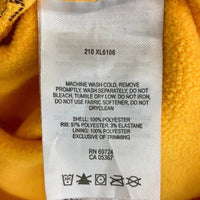 210 XL6106
MACHINE WASH COLD, REMOVE
PROMPTLY, WASH SEPARATELY, DO
NOT BLEACH.
TUMBLE DRY LOW. DO NOT IRON.
DO NOT USE FABRIC SOFTENER, DO NOT
DRYCLEAN.
SHELL: 100% POLYESTER
RIB: 97% POLYESTER, 3% ELASTANE
LINING: 100% POLYESTER
EXCLUSIVE OF TRIMMING
RN 69724
CA 05367